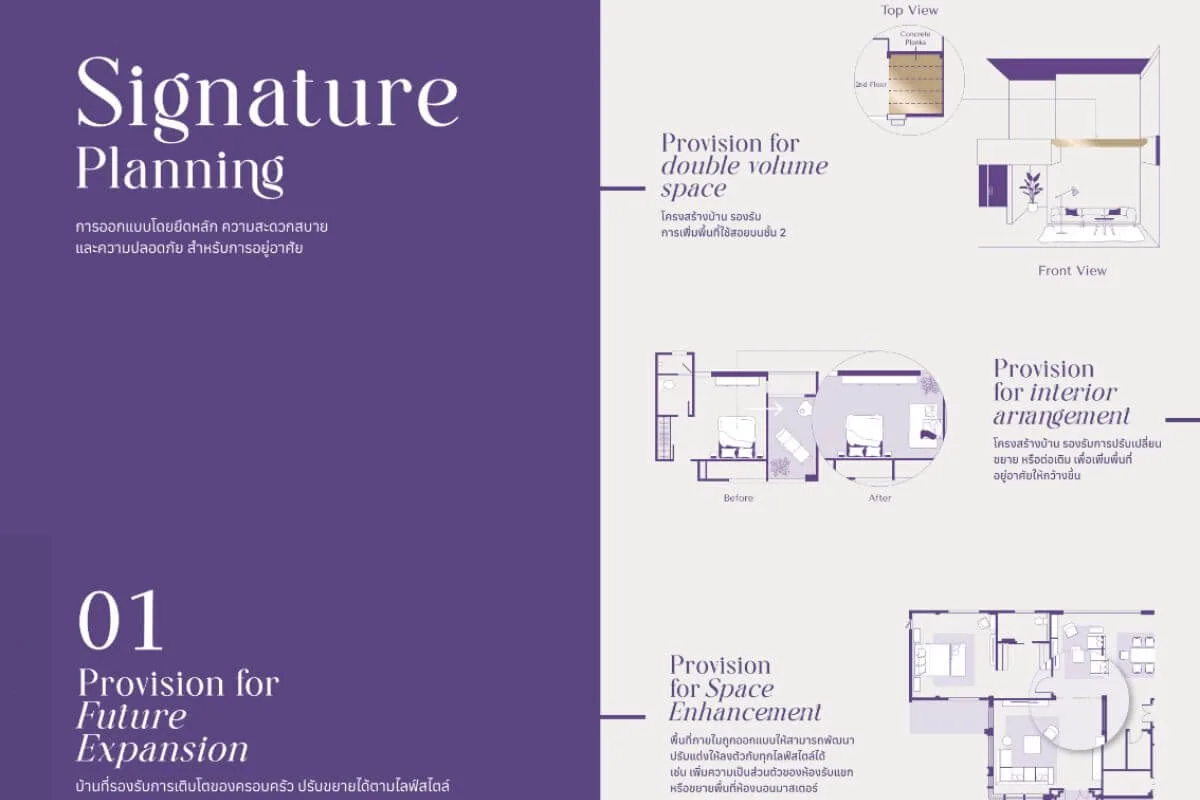 Signature
Planning
การออกแบบโดยยึดหลัก ความสะดวกสบาย
และความปลอดภัย สำหรับการอยู่อาศัย
01
Provision for
Future
Expansion
บ้านที่รองรับการเติบโตของครอบครัว ปรับขยายได้ตามไลฟ์สไตล์
Top View
Concrete
Planks
2nd Floor
Provision for
double volume
space
โครงสร้างบ้าน รองรับ
การเพิ่มพื้นที่ใช้สอยบนชั้น 2
Front View
Before
After
Provision
for interior
arrangement
โครงสร้างบ้าน รองรับการปรับเปลี่ยน
ขยาย หรือต่อเติม เพื่อเพิ่มพื้นที่
อยู่อาศัยให้กว้างขึ้น
Provision
for Space
Enhancement
พื้นที่ภายในถูกออกแบบให้สามารถพัฒนา
ปรับแต่งให้ลงตัวกับทุกไลฟ์สไตล์ได้
เช่น เพิ่มความเป็นส่วนตัวของห้องรับแขก
หรือขยายพื้นที่ห้องนอนมาสเตอร์